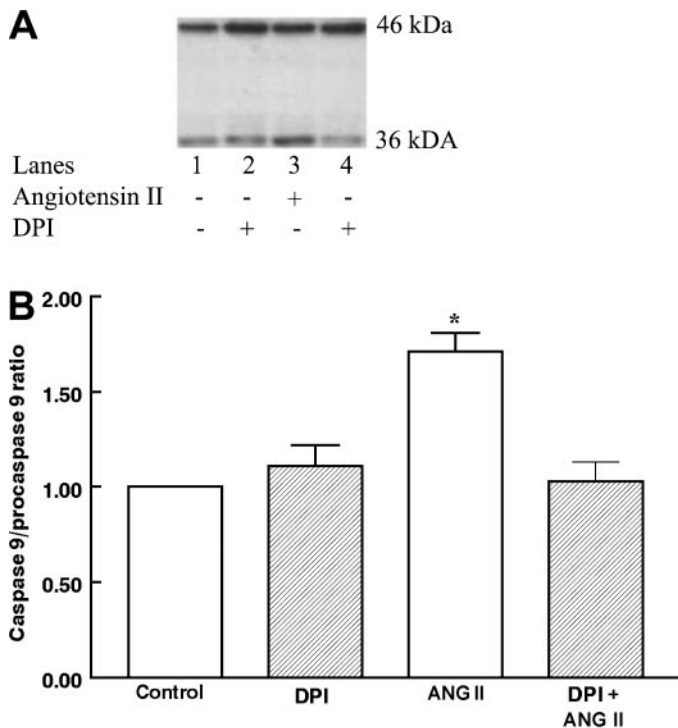 A
46 kDa
36 kDA
Lanes 1 2 3 4
Angiotensin II - - + -
DPI - + - +
B
Caspase 9/procaspase 9 ratio
2.00
1.50
1.00
0.50
0.00
*
Control DPI ANG II DPI +
ANG II